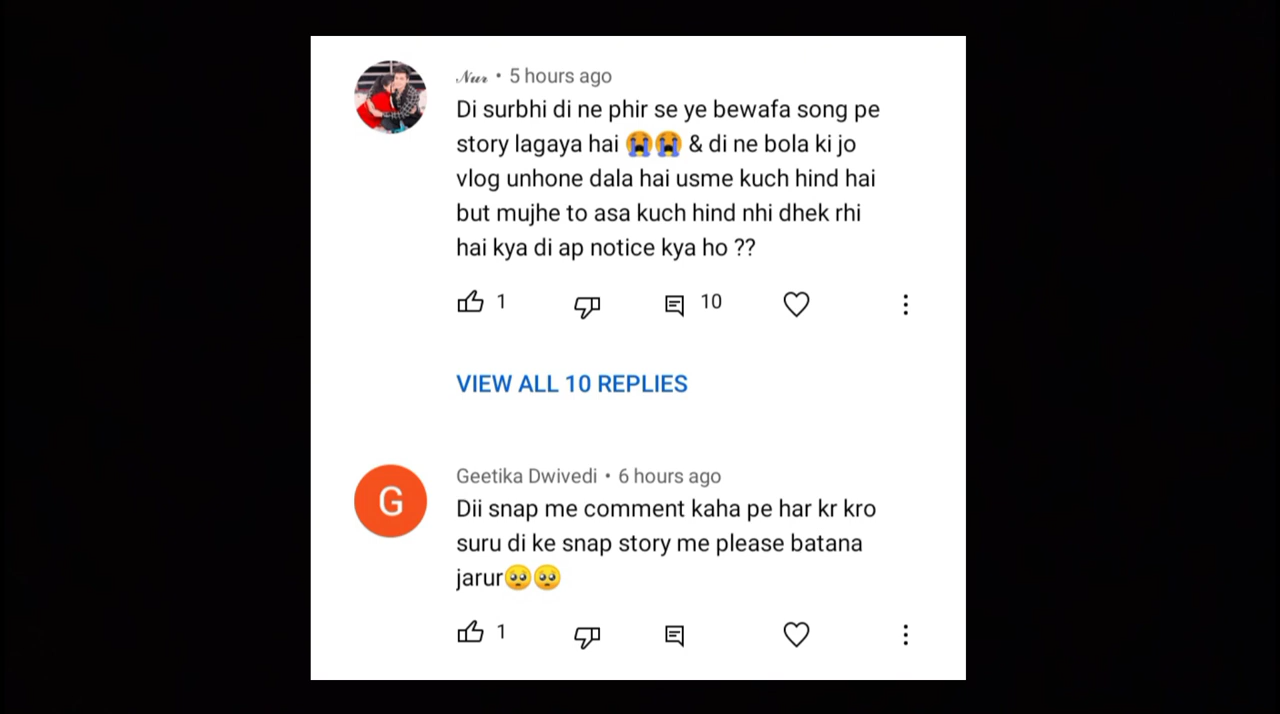 Nur • 5 hours ago
Di surbhi di ne phir se ye bewafa song pe
story lagaya hai 😭😭 & di ne bola ki jo
vlog unhone dala hai usme kuch hind hai
but mujhe to asa kuch hind nhi dhek rhi
hai kya di ap notice kya ho ??
1
10
VIEW ALL 10 REPLIES
G
Geetika Dwivedi • 6 hours ago
Dii snap me comment kaha pe har kr kro
suru di ke snap story me please batana
jarur🥺🥺
1